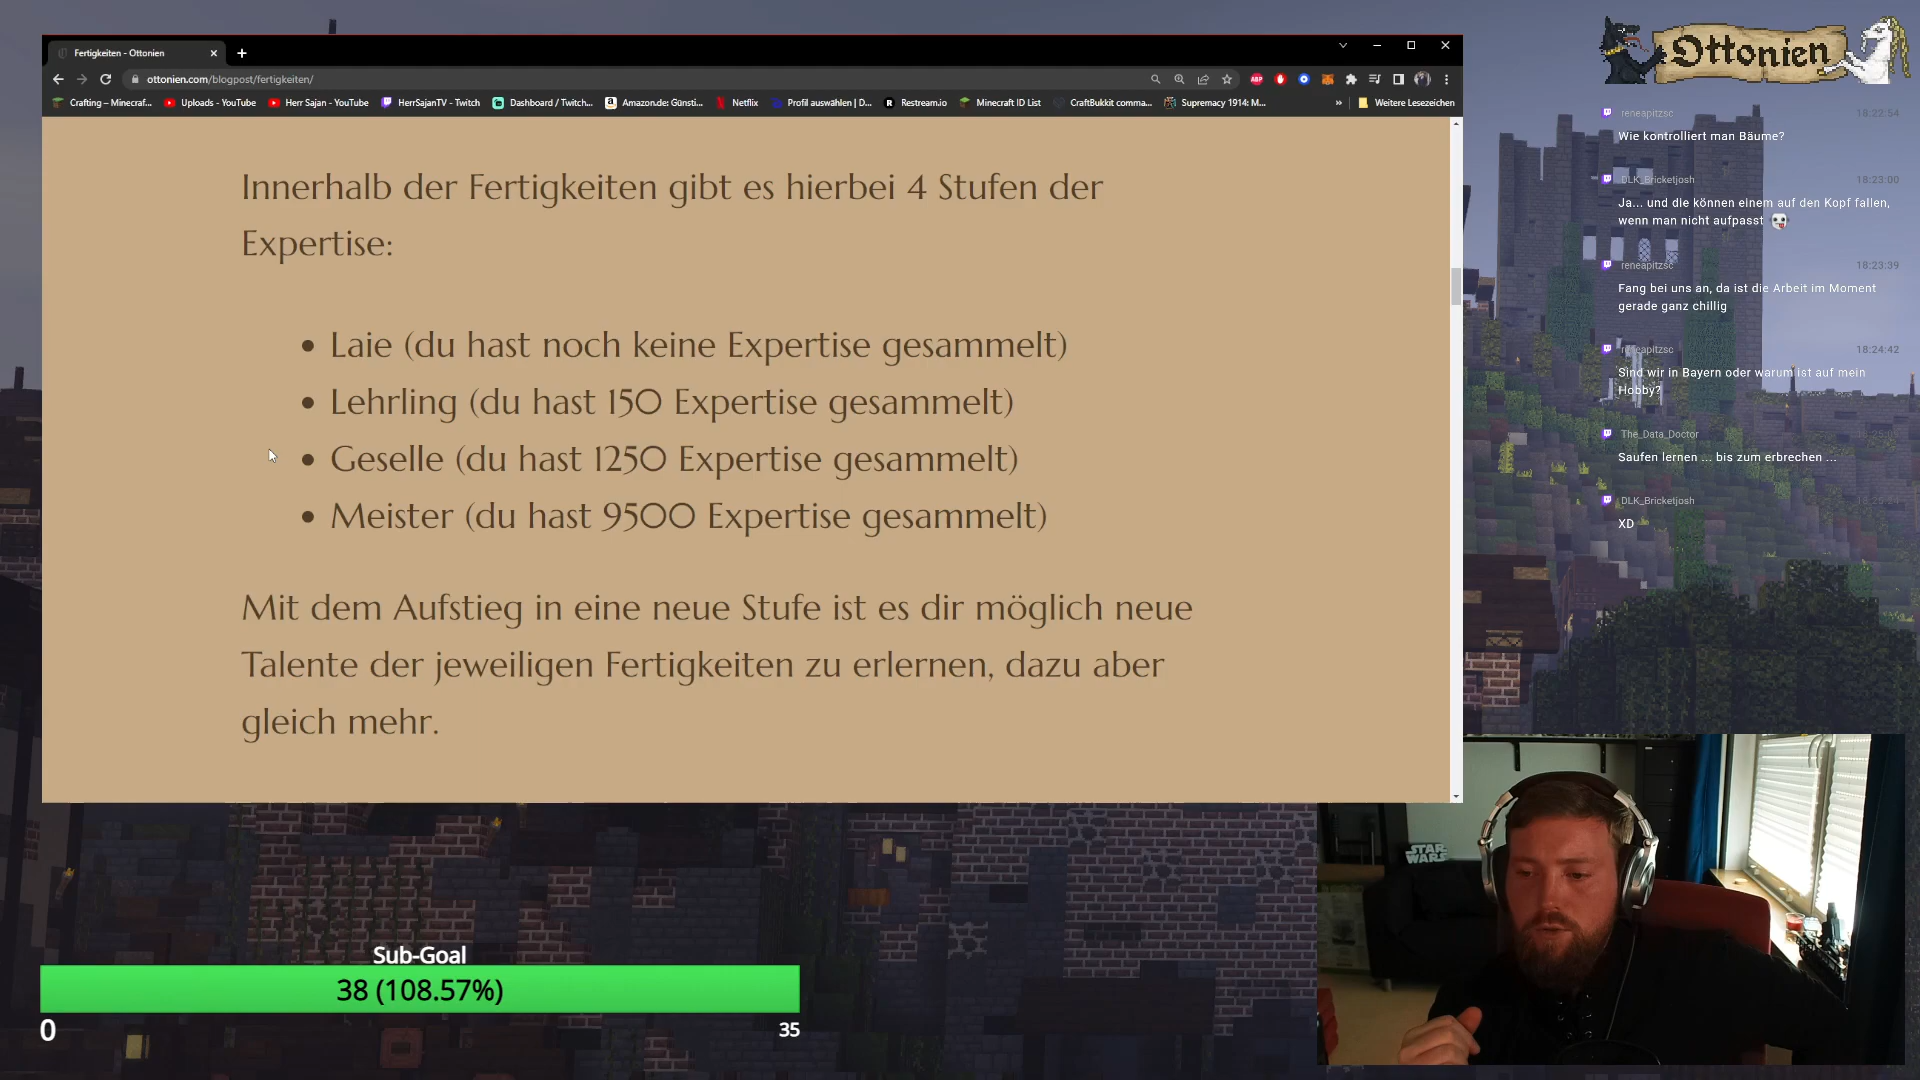 Fertigkeiten - Ottonien
ottonien.com/blogpost/fertigkeiten/
Crafting – Minecraf...
Uploads - YouTube
Herr Sajan - YouTube
HerrSajanTV - Twitch
Dashboard / Twitch...
Amazon.de: Günsti...
Netflix
Profil auswählen | D...
Restream.io
Minecraft ID List
CraftBukkit comma...
Supremacy 1914: M...
»
Weitere Lesezeichen
ABP
Innerhalb der Fertigkeiten gibt es hierbei 4 Stufen der
Expertise:
• Laie (du hast noch keine Expertise gesammelt)
• Lehrling (du hast 150 Expertise gesammelt)
• Geselle (du hast 1250 Expertise gesammelt)
• Meister (du hast 9500 Expertise gesammelt)
Mit dem Aufstieg in eine neue Stufe ist es dir möglich neue
Talente der jeweiligen Fertigkeiten zu erlernen, dazu aber
gleich mehr.
Ottonien
reneapitzsc 18:22:54
Wie kontrolliert man Bäume?
DLK_Bricketjosh 18:23:00
Ja... und die können einem auf den Kopf fallen,
wenn man nicht aufpasst
reneapitzsc 18:23:39
Fang bei uns an, da ist die Arbeit im Moment
gerade ganz chillig
reneapitzsc 18:24:42
Sind wir in Bayern oder warum ist auf mein
Hobby?
The_Data_Doctor
Saufen lernen ... bis zum erbrechen ...
DLK_Bricketjosh
XD
STAR
WARS
Sub-Goal
38 (108.57%)
0
35